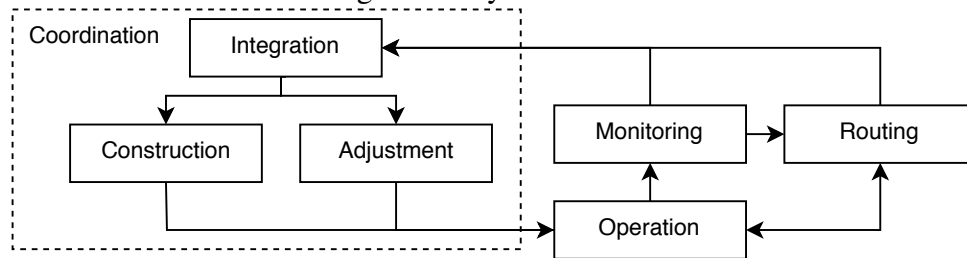 Coordination
Integration
Construction
Adjustment
Monitoring
Routing
Operation